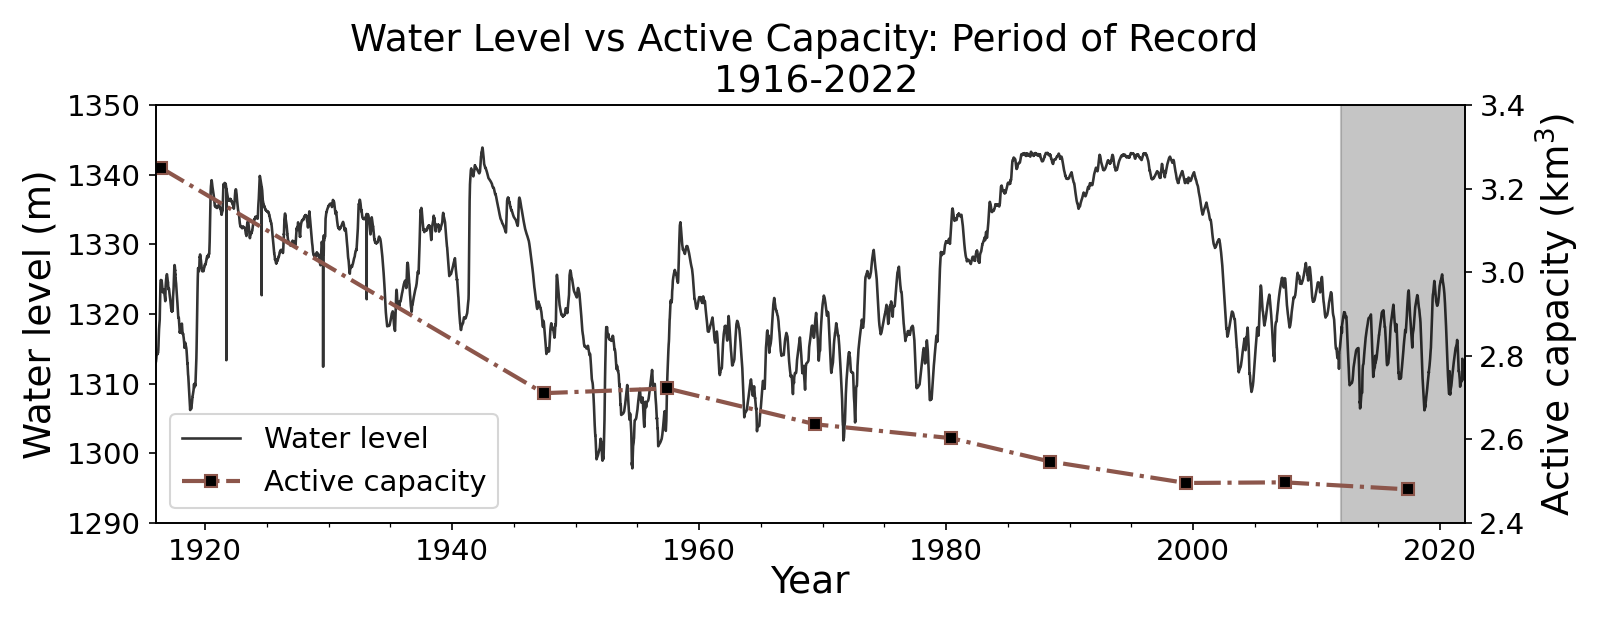 Water Level vs Active Capacity: Period of Record
1916-2022
1350
1340
1330
1320
1310
1300
1290
Water level (m)
3.4
3.2
3.0
2.8
2.6
2.4
Active capacity (km³)
Water level
Active capacity
1920 1940 1960 1980 2000 2020
Year